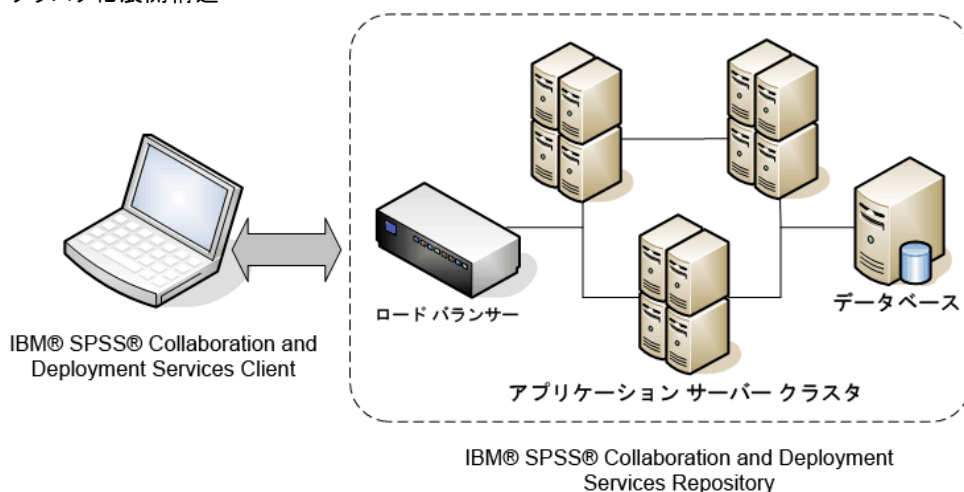 ロード バランサー
データベース
IBM® SPSS® Collaboration and
Deployment Services Client
アプリケーション サーバー クラスタ
IBM® SPSS® Collaboration and Deployment
Services Repository